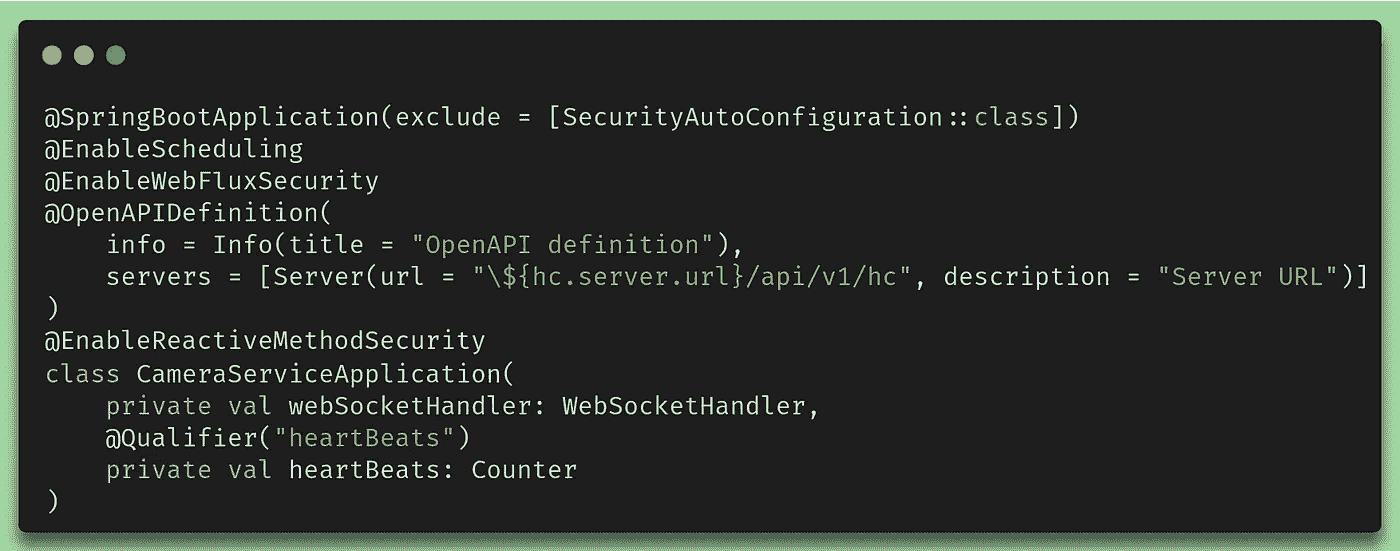 @SpringBootApplication(exclude = [SecurityAutoConfiguration::class])
@EnableScheduling
@EnableWebFluxSecurity
@OpenAPIDefinition(
    info = Info(title = "OpenAPI definition"),
    servers = [Server(url = "\${hc.server.url}/api/v1/hc", description = "Server URL")]
)
@EnableReactiveMethodSecurity
class CameraServiceApplication(
    private val webSocketHandler: WebSocketHandler,
    @Qualifier("heartBeats")
    private val heartBeats: Counter
)